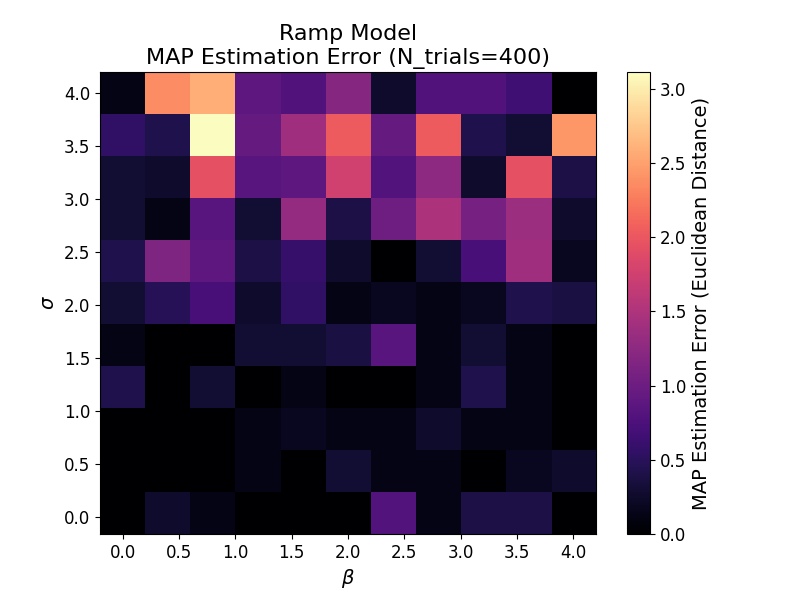 Ramp Model
MAP Estimation Error (N_trials=400)
4.0
3.5
3.0
2.5
2.0
1.5
1.0
0.5
0.0
σ
0.0 0.5 1.0 1.5 2.0 2.5 3.0 3.5 4.0
β
3.0
2.5
2.0
1.5
1.0
0.5
0.0
MAP Estimation Error (Euclidean Distance)